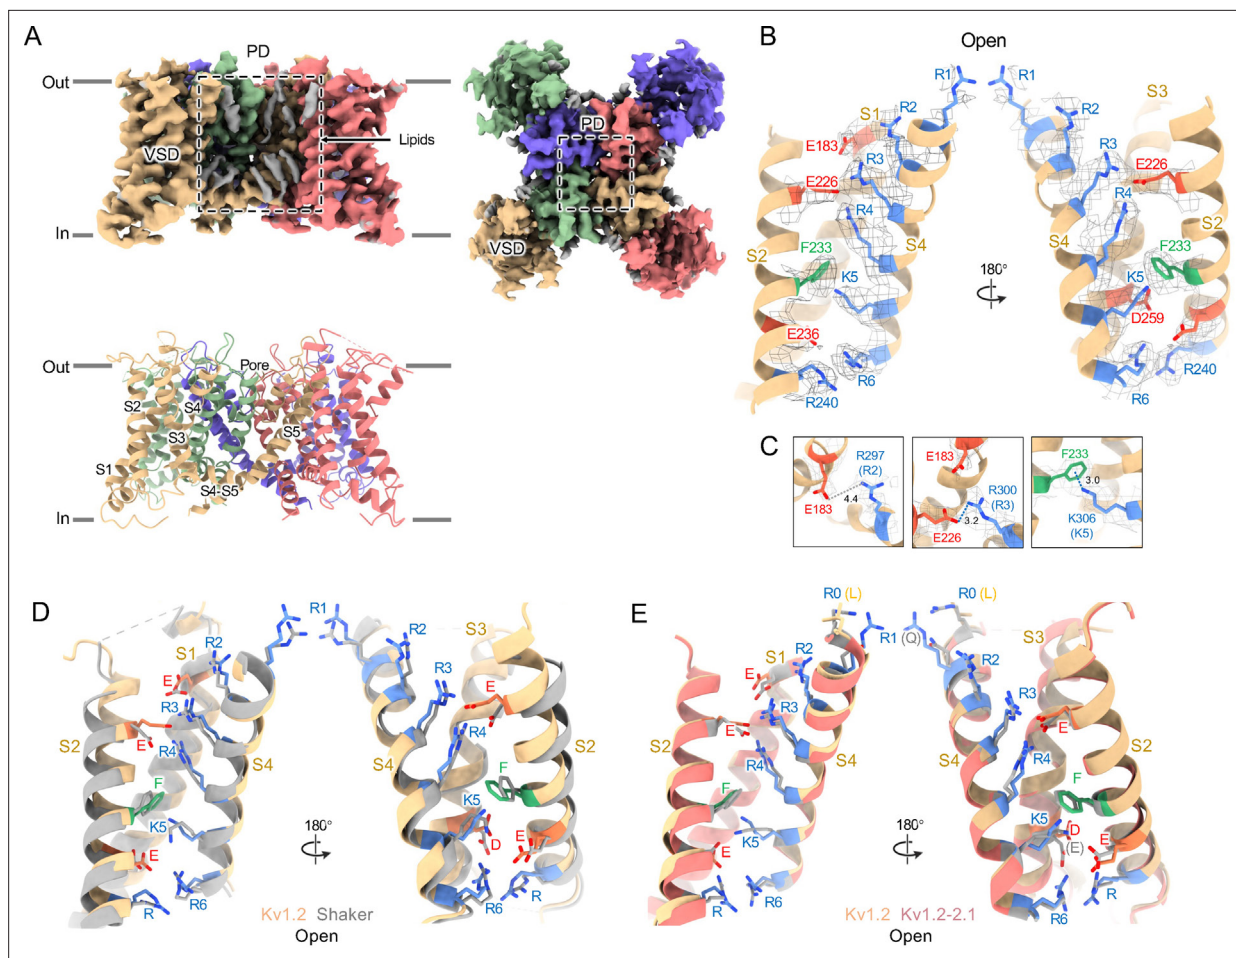 A
PD
Out
VSD
Lipids
In
PD
VSD
Out
Pore
S2
S4
S3
S5
S1
S4-S5
In
B
Open
R1
R1
S3
S1
R2
R2
E183
R3
R3
E226
E226
R4
R4
S2
F233
S4
S4
F233
S2
K5
180°
K5
D259
E236
R6
R240
R240
R6
C
R297
(R2)
4.4
E183
E183
R300
(R3)
3.2
E226
F233
3.0
K306
(K5)
D
R1
R2
S3
S1
R2
E
R3
E
R3
S2
R4
R4
S2
S4
S4
F
F
K5
K5
180°
D
E
E
R
R6
R6
R
Kv1.2 Shaker
Open
E
R0 (L)
R0 (L)
R1 (Q)
S3
S1
R2
R2
E
R3
R3
S2
E
E
R4
R4
S2
S4
S4
F
F
K5
K5
180°
D
(E)
E
E
R
R6
R6
R
Kv1.2 Kv1.2-2.1
Open